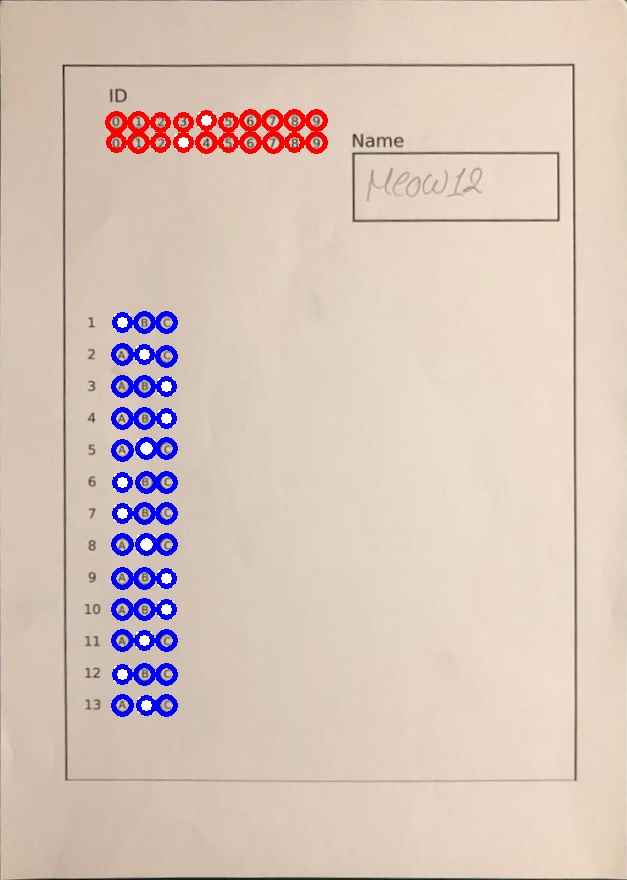 ID
0 1 2 3 5 6 7 8 9
0 1 2 4 5 6 7 8 9
Name
Meow12
1 B C
2 A C
3 A B
4 A B
5 A C
6 B C
7 B C
8 A C
9 A B
10 A B
11 A C
12 B C
13 A C